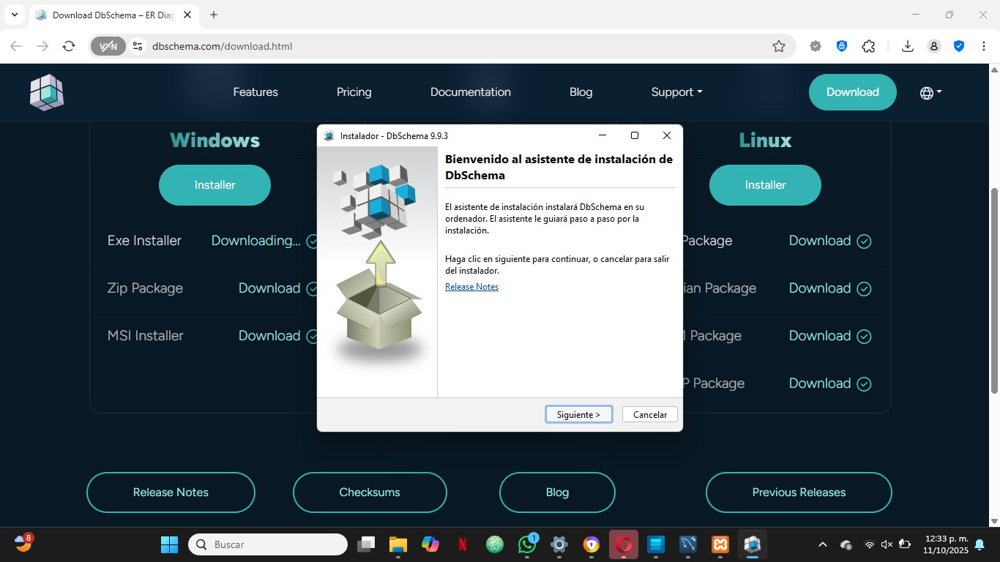 Download DbSchema – ER Diag
VPN
dbschema.com/download.html
Features
Pricing
Documentation
Blog
Support
Download
Windows
Installer
Exe Installer
Downloading...
Zip Package
Download
MSI Installer
Download
Instalador - DbSchema 9.9.3
Bienvenido al asistente de instalación de
DbSchema
El asistente de instalación instalará DbSchema en su
ordenador. El asistente le guiará paso a paso por la
instalación.
Haga clic en siguiente para continuar, o cancelar para salir
del instalador.
Release Notes
Siguiente >
Cancelar
Linux
Installer
Package
Download
ian Package
Download
Package
Download
P Package
Download
Release Notes
Checksums
Blog
Previous Releases
8
Buscar
N
1
12:33 p. m.
11/10/2025